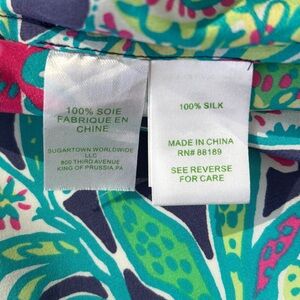 100% SOIE
FABRIQUE EN
CHINE
SUGARTOWN WORLDWIDE
LLC
800 THIRD AVENUE
KING OF PRUSSIA, PA
100% SILK
MADE IN CHINA
RN# 88189
SEE REVERSE
FOR CARE